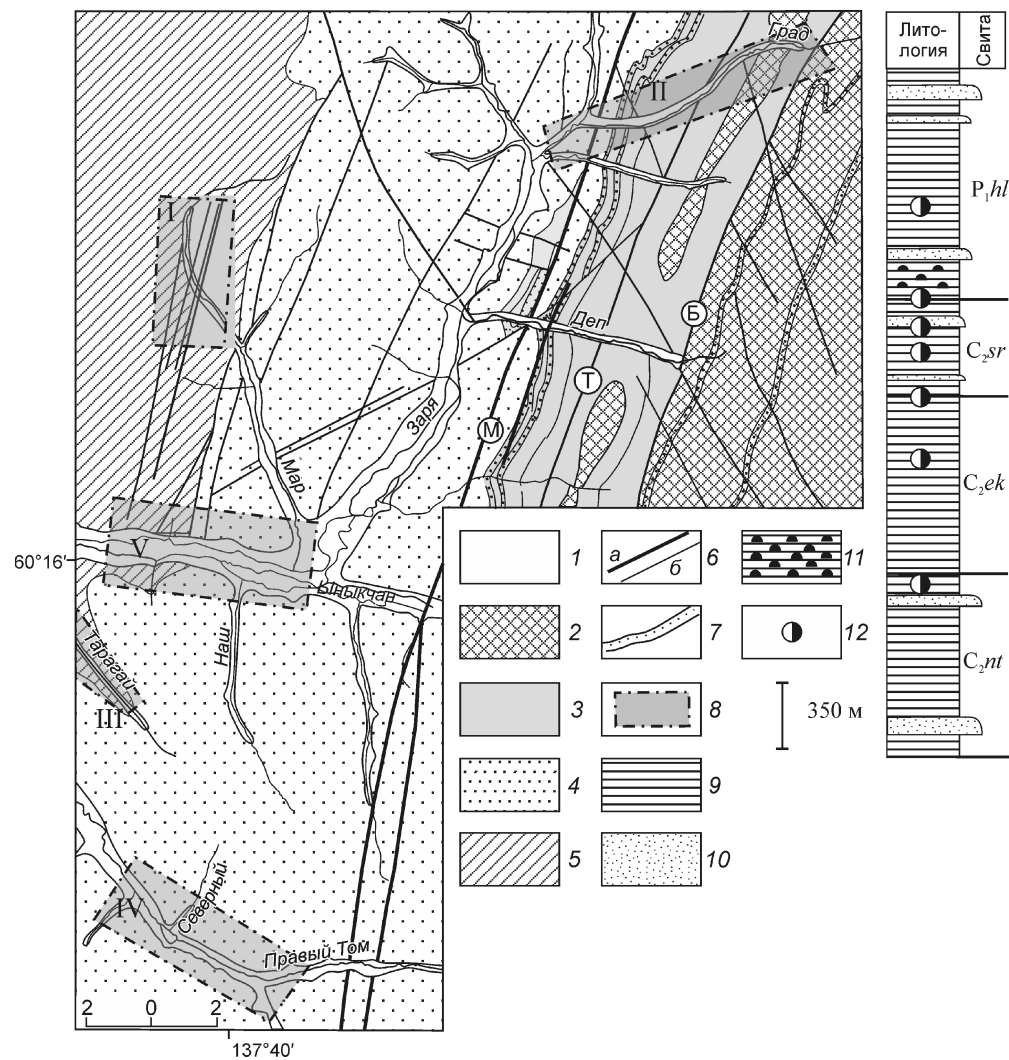 Град
II
I
Б
Деп
Т
Заря
М
Мар
60°16′
V
Ыныкчан
Тарагай
Наш
III
IV
Северный
Правый Том
2 0 2
137°40′
1
2
3
4
5
а
б
6
7
8
9
10
11
12
350 м
Лито-
логия
Свита
P₁hl
C₂sr
C₂ek
C₂nt